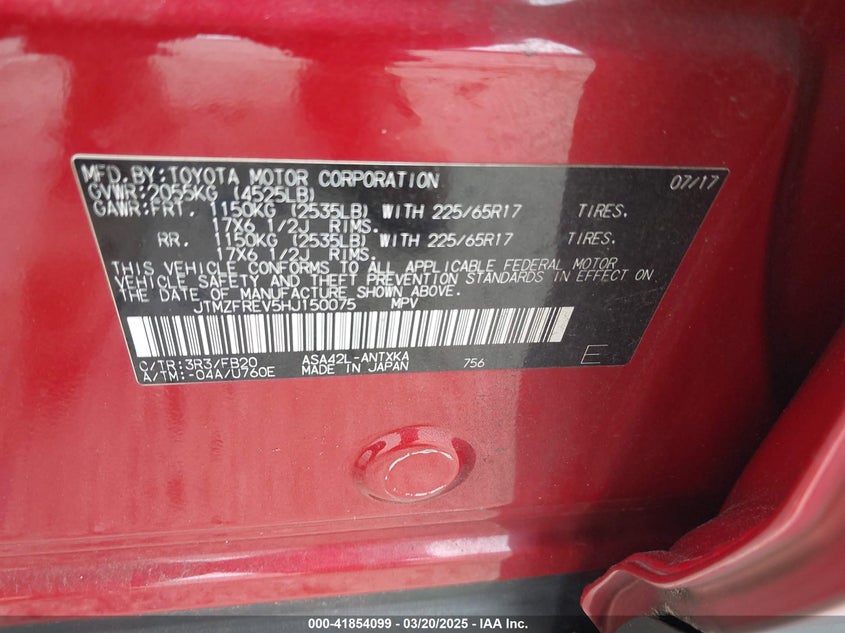 MFD. BY: TOYOTA MOTOR CORPORATION 07/17
GVWR: 2055KG (4525LB)
GAWR: FRT. 1150KG (2535LB) WITH 225/65R17 TIRES.
17X6 1/2J RIMS.
RR. 1150KG (2535LB) WITH 225/65R17 TIRES.
17X6 1/2J RIMS.
THIS VEHICLE CONFORMS TO ALL APPLICABLE FEDERAL MOTOR
VEHICLE SAFETY AND THEFT PREVENTION STANDARDS IN EFFECT ON
THE DATE OF MANUFACTURE SHOWN ABOVE.
JTMZFREV5HJ150075 MPV
C/TR: 3R3/FB20 ASA42L-ANTXKA
A/TM: -04A/U760E MADE IN JAPAN 756 E
000-41854099 | 03/20/2025 - IAA Inc.